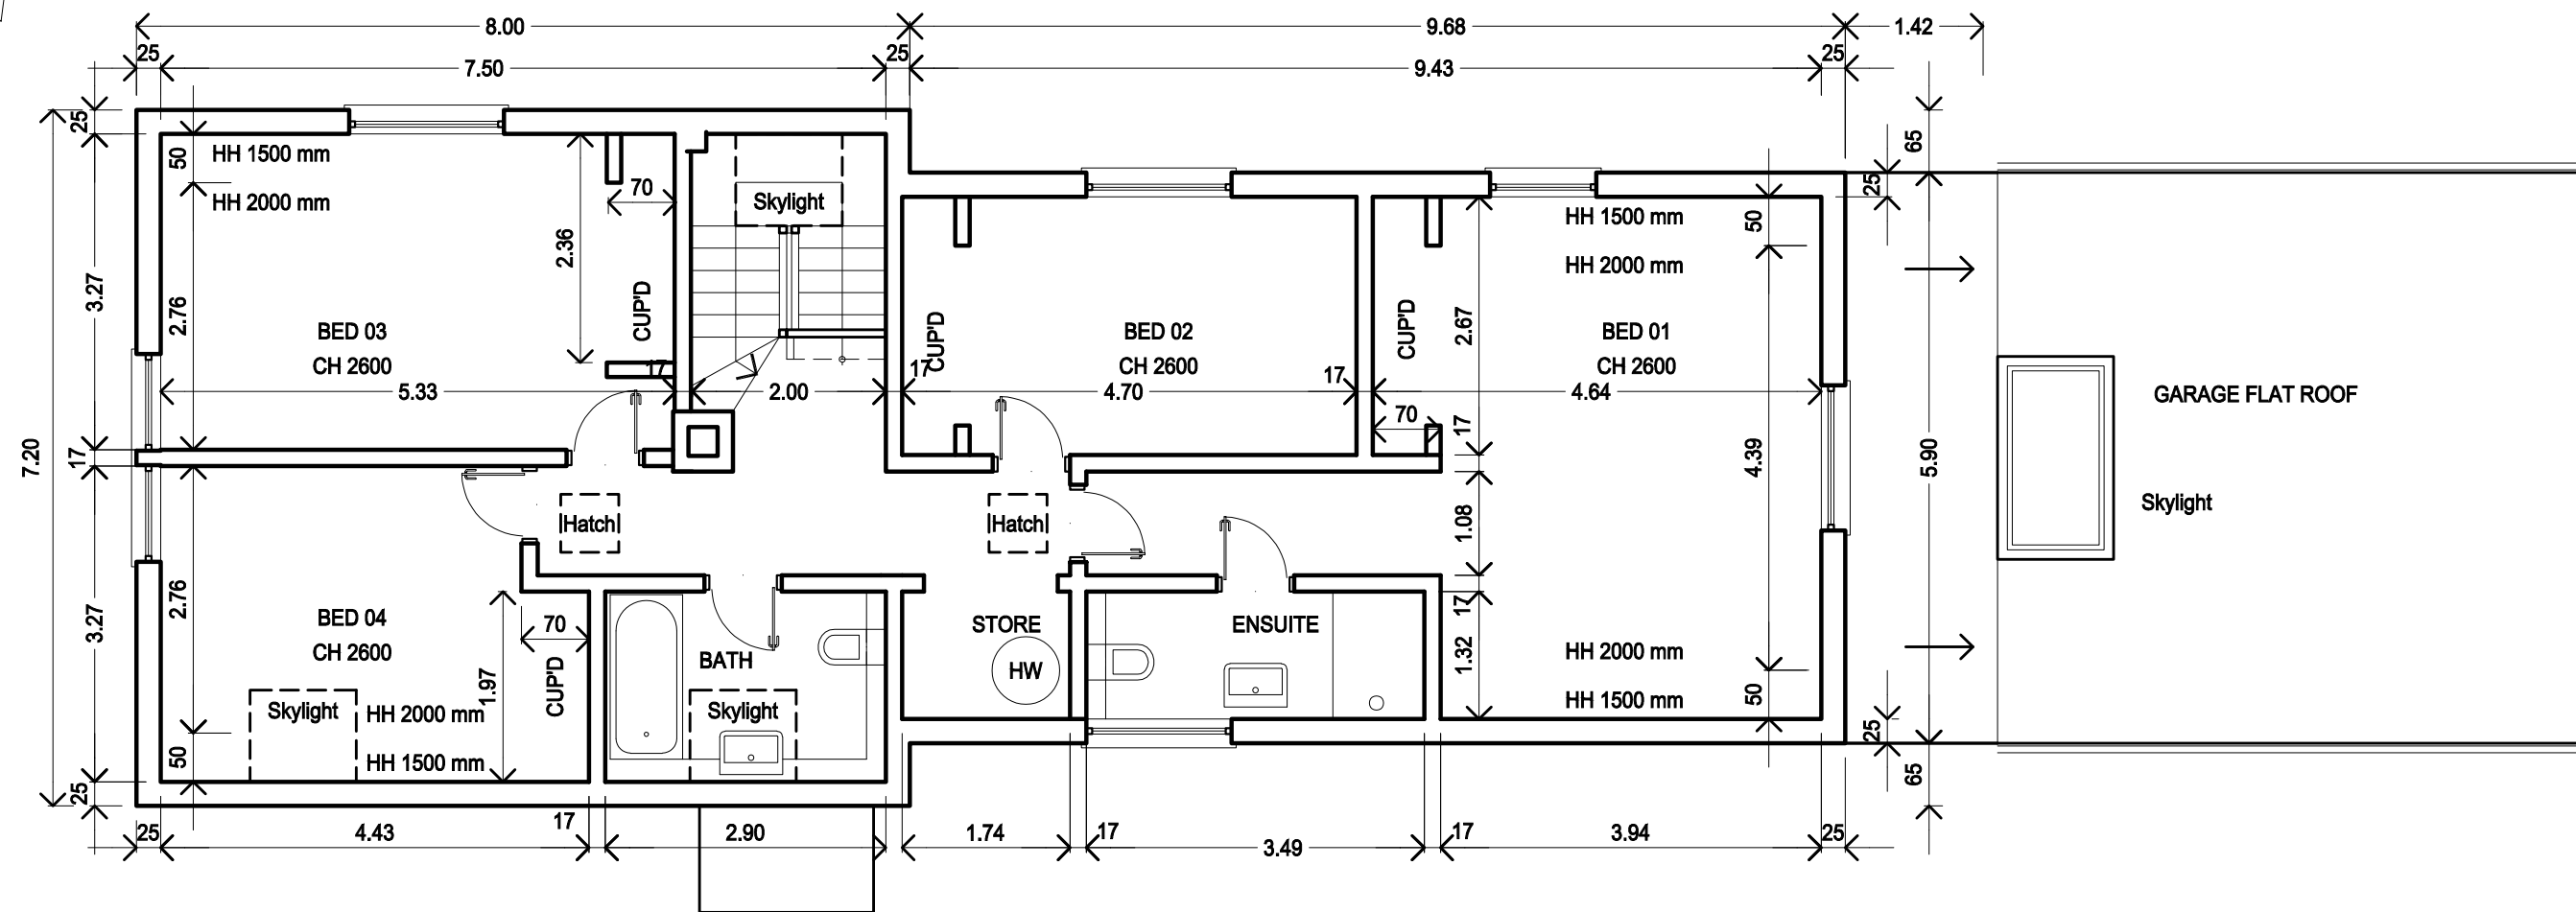 8.00
9.68
1.42
25
7.50
25
9.43
25
25
50
HH 1500 mm
HH 2000 mm
70
2.36
Skylight
HH 1500 mm
HH 2000 mm
50
25
65
3.27
2.76
BED 03
CH 2600
CUP'D
17
5.33
2.00
17
CUP'D
BED 02
CH 2600
4.70
17
CUP'D
2.67
BED 01
CH 2600
4.64
70
17
4.39
GARAGE FLAT ROOF
Skylight
5.90
7.20
17
Hatch
Hatch
1.08
3.27
2.76
BED 04
CH 2600
70
CUP'D
1.97
BATH
STORE
HW
ENSUITE
17
1.32
HH 2000 mm
HH 1500 mm
50
25
65
Skylight
HH 2000 mm
HH 1500 mm
Skylight
50
25
25
4.43
17
2.90
1.74
17
3.49
17
3.94
25